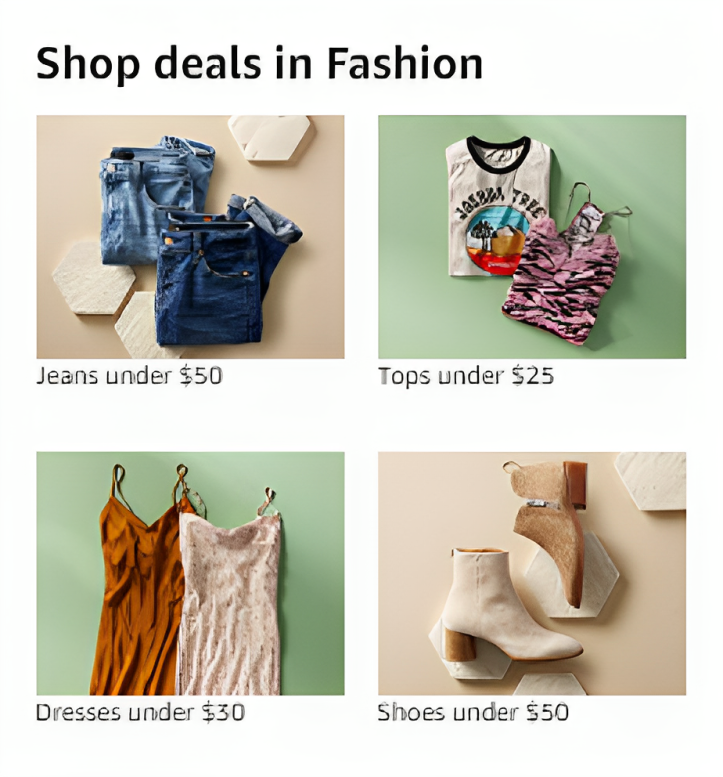 Shop deals in Fashion
Jeans under $50
Tops under $25
Dresses under $30
Shoes under $50